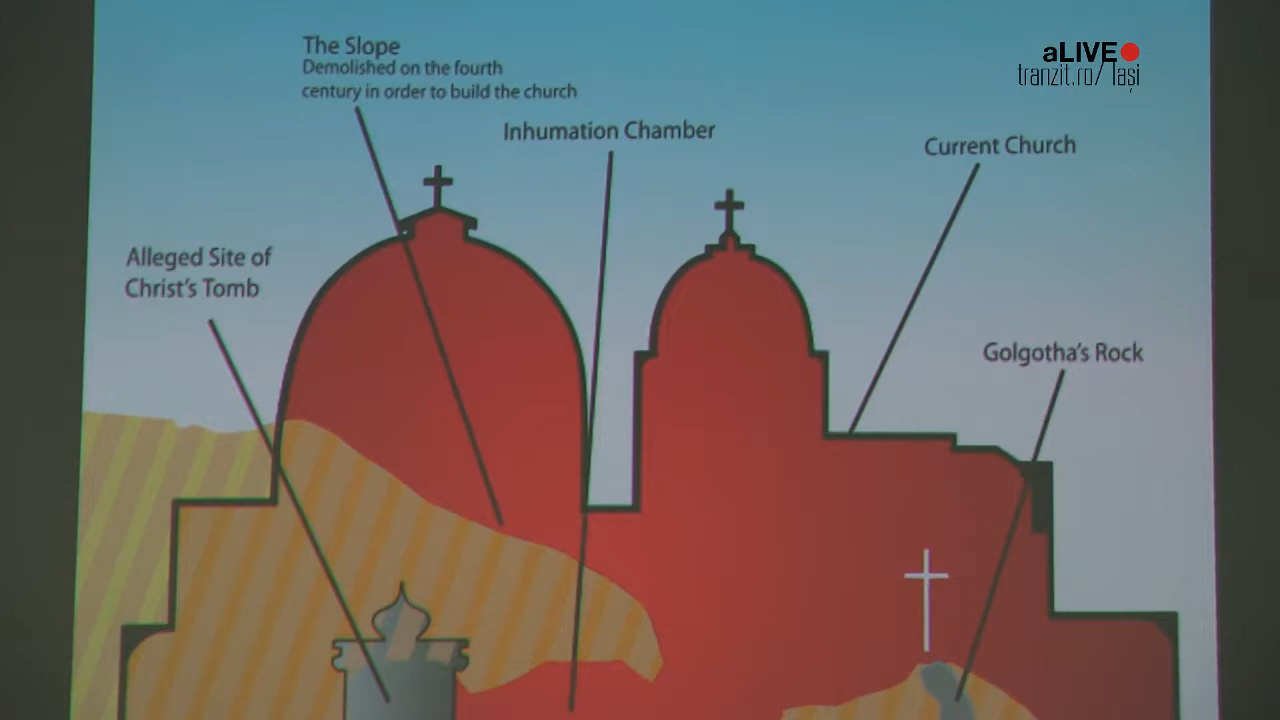 The Slope
Demolished on the fourth
century in order to build the church
aLIVE
tranzit.ro/ Iași
Inhumation Chamber
Current Church
Alleged Site of
Christ's Tomb
Golgotha's Rock